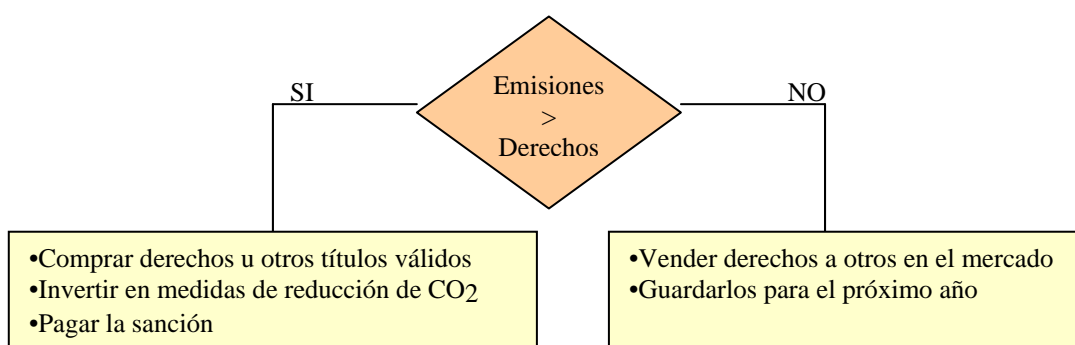 Emisiones
>
Derechos
SI
NO
•Comprar derechos u otros títulos válidos
•Invertir en medidas de reducción de CO2
•Pagar la sanción
•Vender derechos a otros en el mercado
•Guardarlos para el próximo año